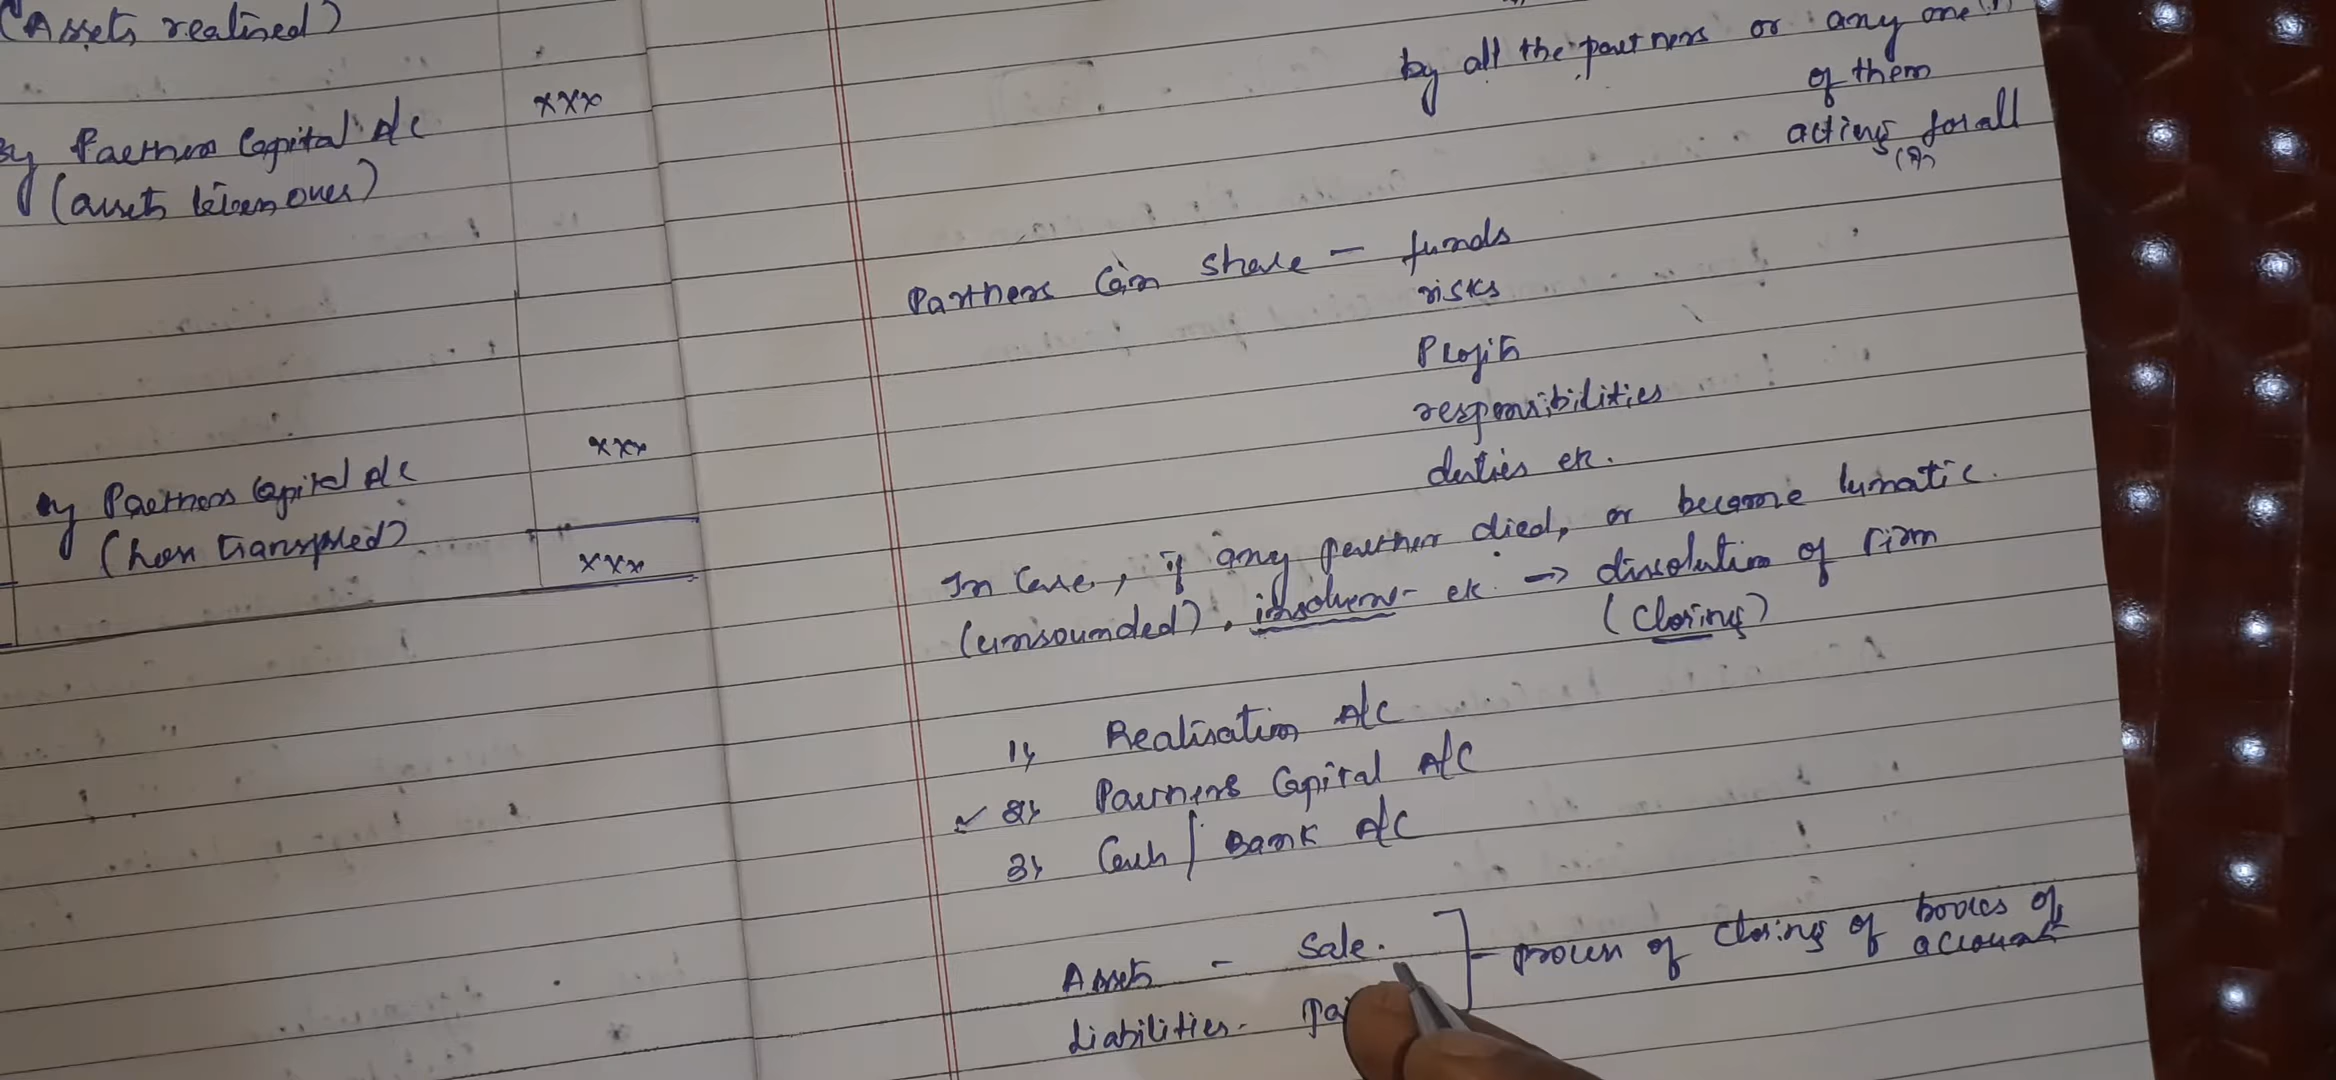 (Assets realised)
By Partners Capital A/c xxx
(assets taken over)
By Partners Capital A/c xxx
(loss transferred)
xxx
by all the partners or any one
of them
acting for all
Partners can share - funds
risks
Profits
responsibilities
duties etc.
In case, if any partner died, or become lunatic.
(unsounded), insolvent etc. → dissolution of firm
(closing)
1) Realisation A/C
✓ 2) Partners Capital A/C
3) Cash / Bank A/C
Assets - Sale.
- process of closing of books of
account
Liabilities -